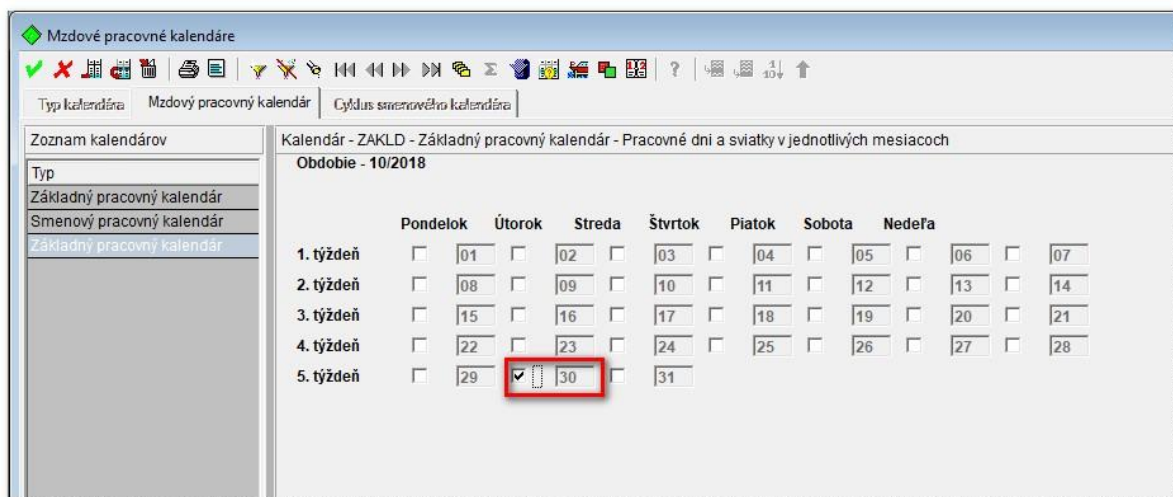 Mzdové pracovné kalendáre
Typ kalendára Mzdový pracovný kalendár Cyklus smenového kalendára
Zoznam kalendárov
Kalendár - ZAKLD - Základný pracovný kalendár - Pracovné dni a sviatky v jednotlivých mesiacoch
Typ
Základný pracovný kalendár
Smenový pracovný kalendár
Základný pracovný kalendár
Obdobie - 10/2018
Pondelok Útorok Streda Štvrtok Piatok Sobota Nedeľa
1. týždeň 01 02 03 04 05 06 07
2. týždeň 08 09 10 11 12 13 14
3. týždeň 15 16 17 18 19 20 21
4. týždeň 22 23 24 25 26 27 28
5. týždeň 29 30 31